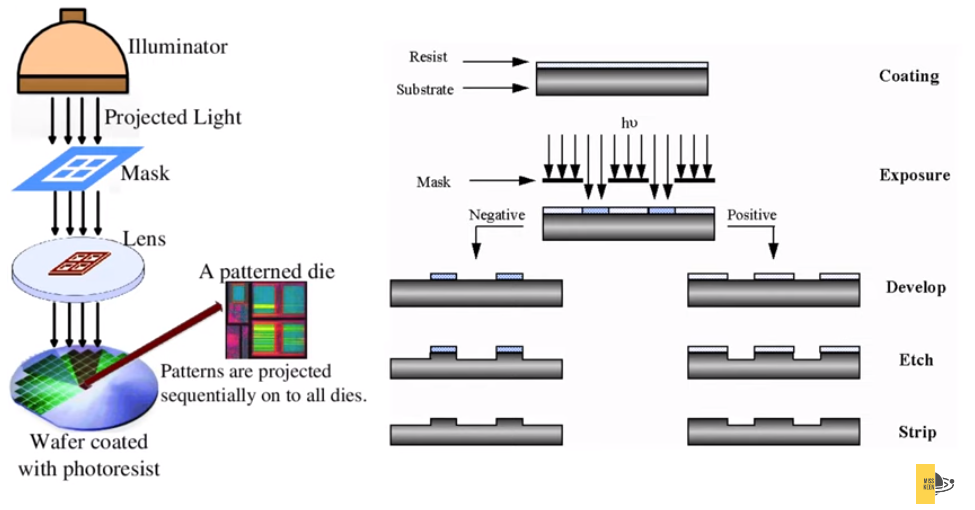 Illuminator
Projected Light
Mask
Lens
A patterned die
Patterns are projected
sequentially on to all dies.
Wafer coated
with photoresist
Resist
Substrate
Coating
hυ
Mask
Exposure
Negative
Positive
Develop
Etch
Strip
MISS